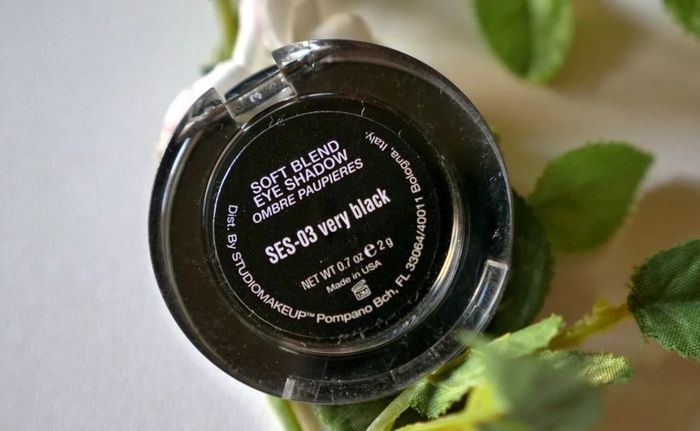 SOFT BLEND
EYE SHADOW
OMBRE PAUPIERES
SES-03 very black
NET WT 0.7 oz ℮ 2 g
Made in USA
Dist. By STUDIOMAKEUP™ Pompano Bch, FL 33064/40011 Bologna, Italy.